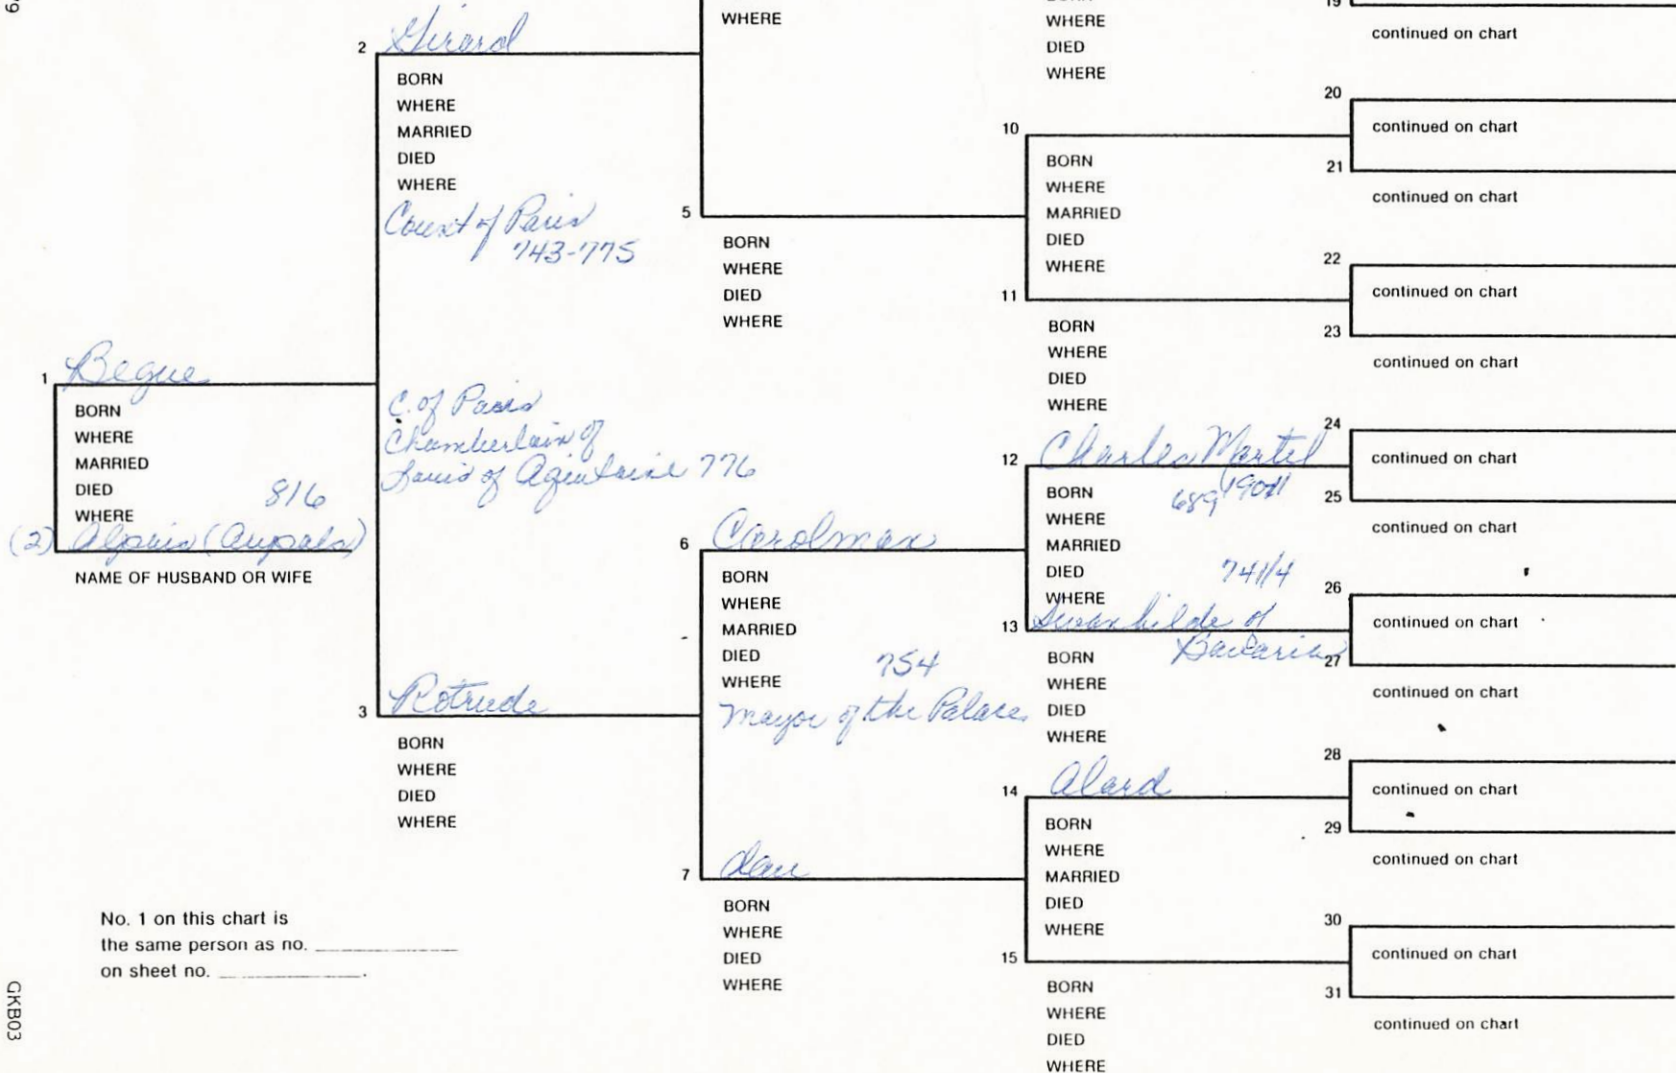 79
2 Girard
BORN
WHERE
MARRIED
DIED
WHERE
Count of Paris
743-775
1 Begue
BORN
WHERE
MARRIED
DIED 816
WHERE
(2) Alpais (Aupals)
NAME OF HUSBAND OR WIFE
C. of Paris
Chamberlain of
Louis of Aquitaine 776
3 Rotrude
BORN
WHERE
DIED
WHERE
No. 1 on this chart is
the same person as no.
on sheet no. .
GKB03
WHERE
5
BORN
WHERE
DIED
WHERE
6 Carolman
BORN
WHERE
MARRIED
DIED 754
WHERE
Mayor of the Palace
7
BORN
WHERE
DIED
WHERE
WHERE
DIED
WHERE
10
BORN
WHERE
MARRIED
DIED
WHERE
11
BORN
WHERE
DIED
WHERE
12 Charles Martel
BORN 689
WHERE
MARRIED
DIED 741/4
WHERE
13 Swanhilde of
Bavaria
BORN
WHERE
DIED
WHERE
14 Alard
BORN
WHERE
MARRIED
DIED
WHERE
15
BORN
WHERE
DIED
WHERE
19
continued on chart
20
continued on chart
21
continued on chart
22
continued on chart
23
continued on chart
24
continued on chart
25
continued on chart
26
continued on chart
27
continued on chart
28
continued on chart
29
continued on chart
30
continued on chart
31
continued on chart